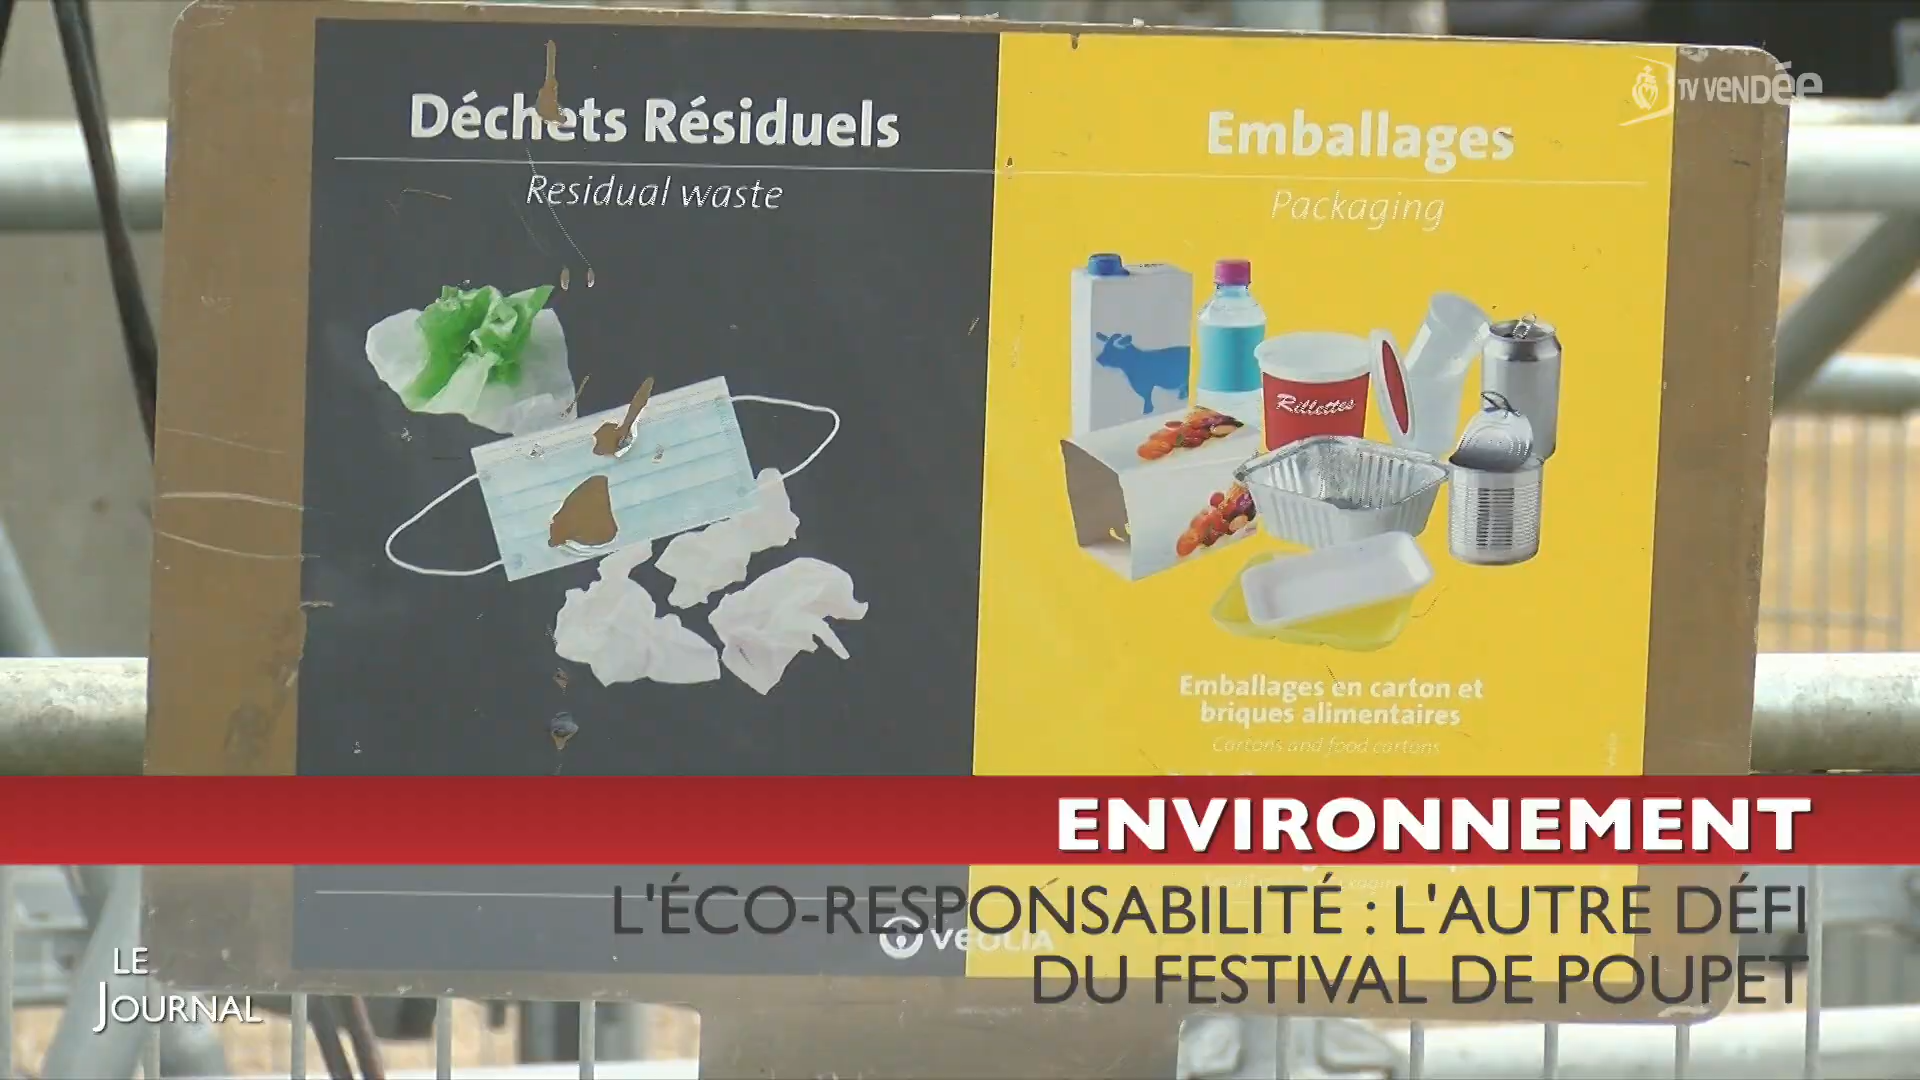 TV VENDÉE
Déchets Résiduels
Residual waste
Emballages
Packaging
Rillettes
Emballages en carton et
briques alimentaires
Cartons and food cartons
ENVIRONNEMENT
L'ÉCO-RESPONSABILITÉ : L'AUTRE DÉFI
DU FESTIVAL DE POUPET
VEOLIA
LE
JOURNAL